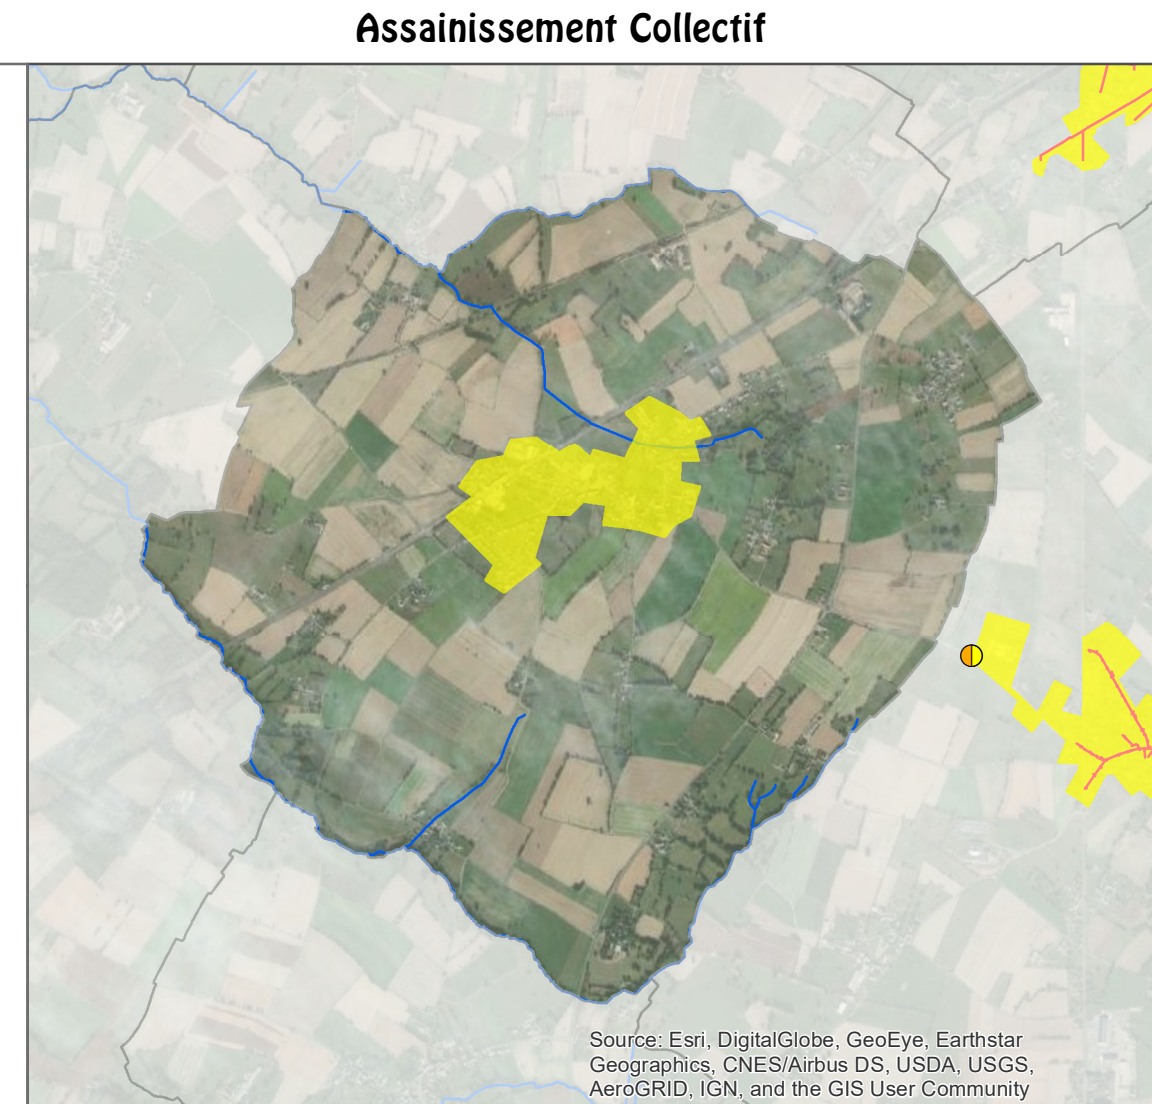 Assainissement Collectif
Source: Esri, DigitalGlobe, GeoEye, Earthstar
Geographics, CNES/Airbus DS, USDA, USGS,
AeroGRID, IGN, and the GIS User Community